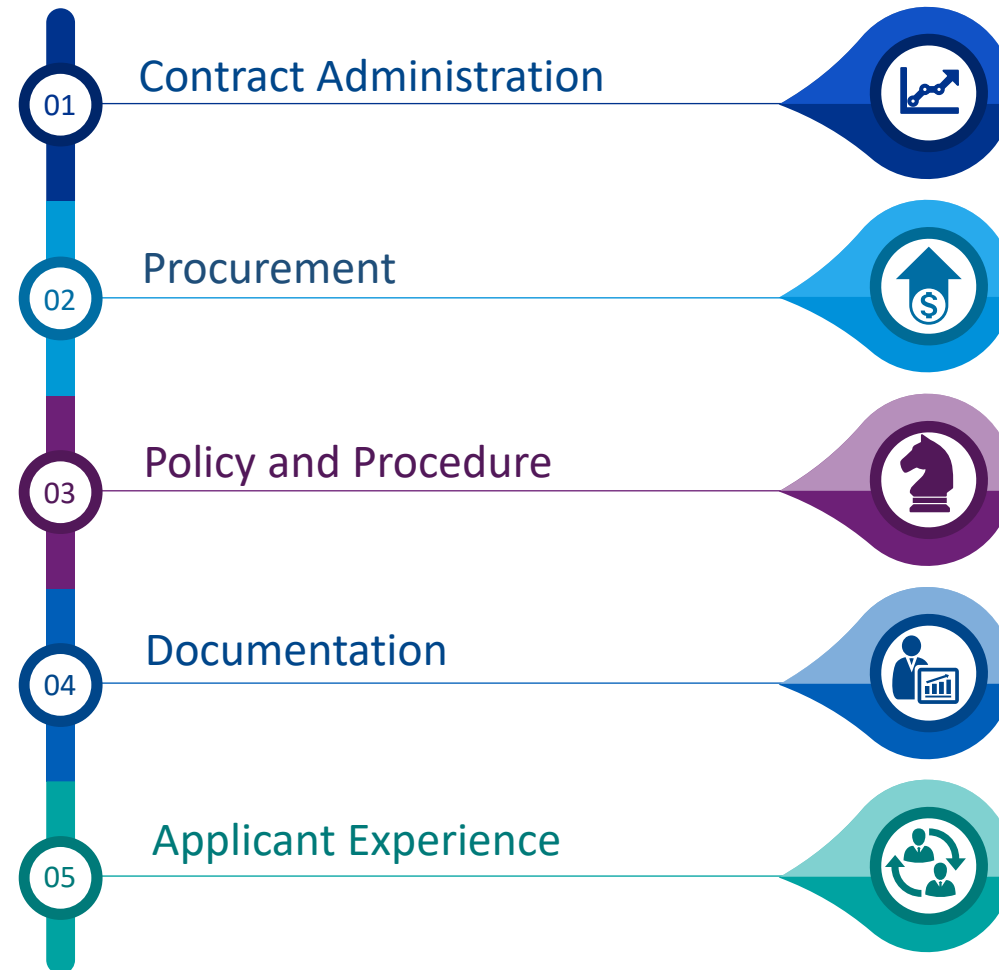 01
Contract Administration
02
Procurement
$
03
Policy and Procedure
04
Documentation
05
Applicant Experience